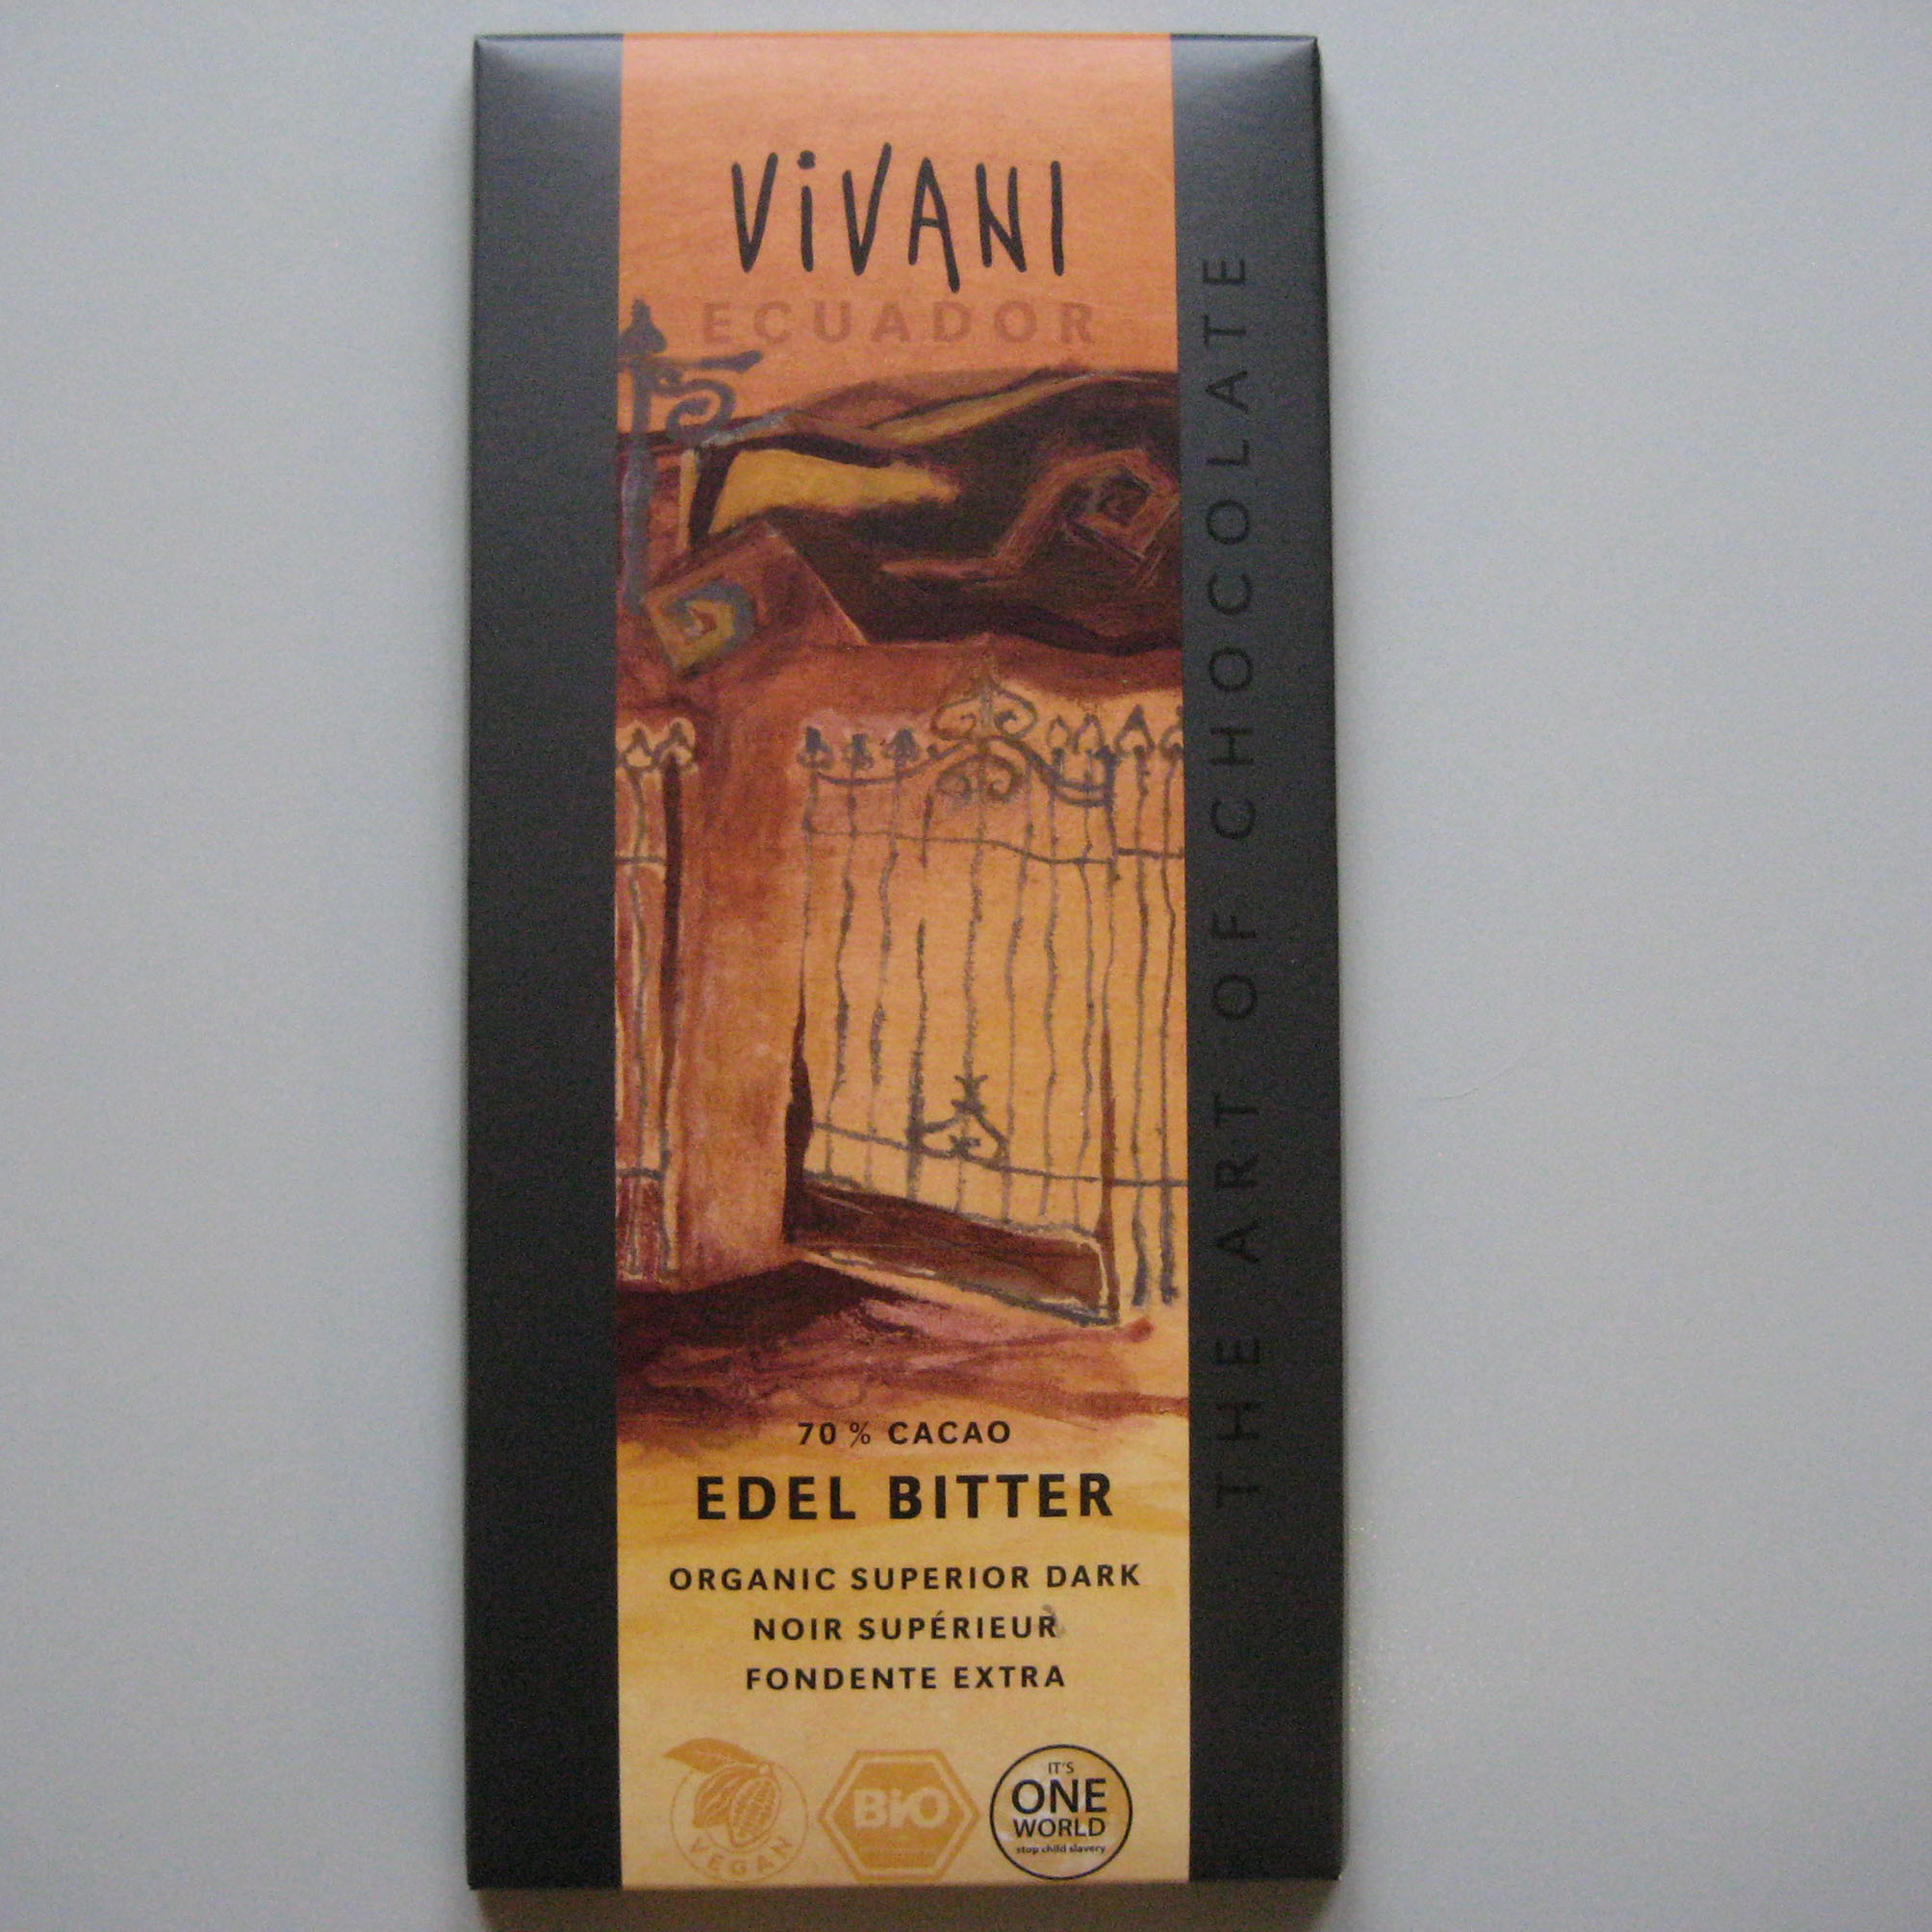 ViVANI
ECUADOR
THE ART OF CHOCOLATE
70 % CACAO
EDEL BITTER
ORGANIC SUPERIOR DARK
NOIR SUPÉRIEUR
FONDENTE EXTRA
VEGAN
BIO
IT'S
ONE
WORLD
stop child slavery